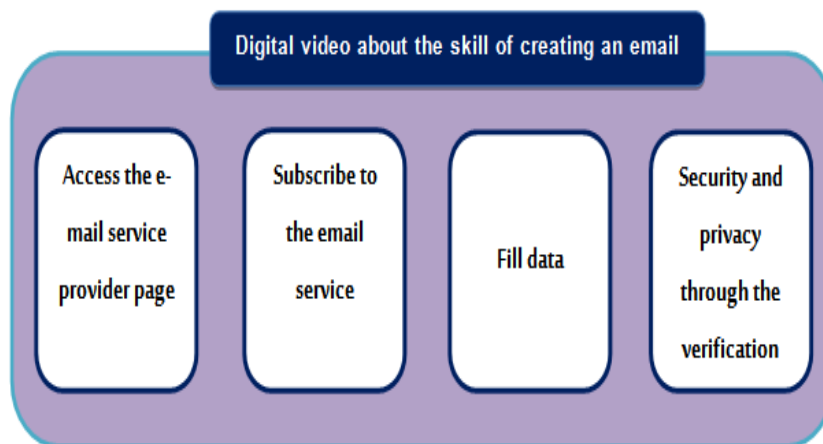 Digital video about the skill of creating an email
Access the e-
mail service
provider page
Subscribe to
the email
service
Fill data
Security and
privacy
through the
verification